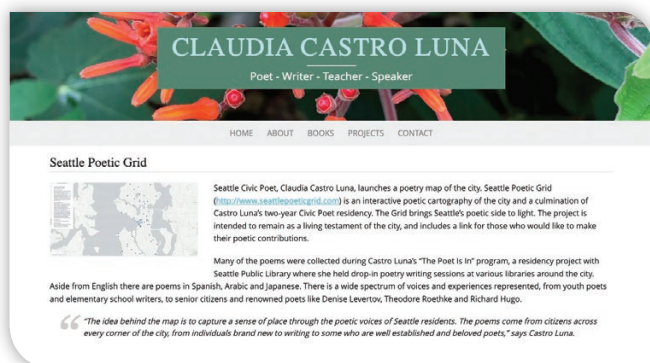 CLAUDIA CASTRO LUNA
Poet - Writer - Teacher - Speaker
HOME ABOUT BOOKS PROJECTS CONTACT
Seattle Poetic Grid
Seattle Civic Poet, Claudia Castro Luna, launches a poetry map of the city. Seattle Poetic Grid
(http://www.seattlepoeticgrid.com) is an interactive poetic cartography of the city and a culmination of
Castro Luna's two-year Civic Poet residency. The Grid brings Seattle's poetic side to light. The project is
intended to remain as a living testament of the city, and includes a link for those who would like to make
their poetic contributions.
Many of the poems were collected during Castro Luna's "The Poet Is In" program, a residency project with
Seattle Public Library where she held drop-in poetry writing sessions at various libraries around the city.
Aside from English there are poems in Spanish, Arabic and Japanese. There is a wide spectrum of voices and experiences represented, from youth poets
and elementary school writers, to senior citizens and renowned poets like Denise Levertov, Theodore Roethke and Richard Hugo.
"The idea behind the map is to capture a sense of place through the poetic voices of Seattle residents. The poems come from citizens across
every corner of the city, from individuals brand new to writing to some who are well established and beloved poets," says Castro Luna.